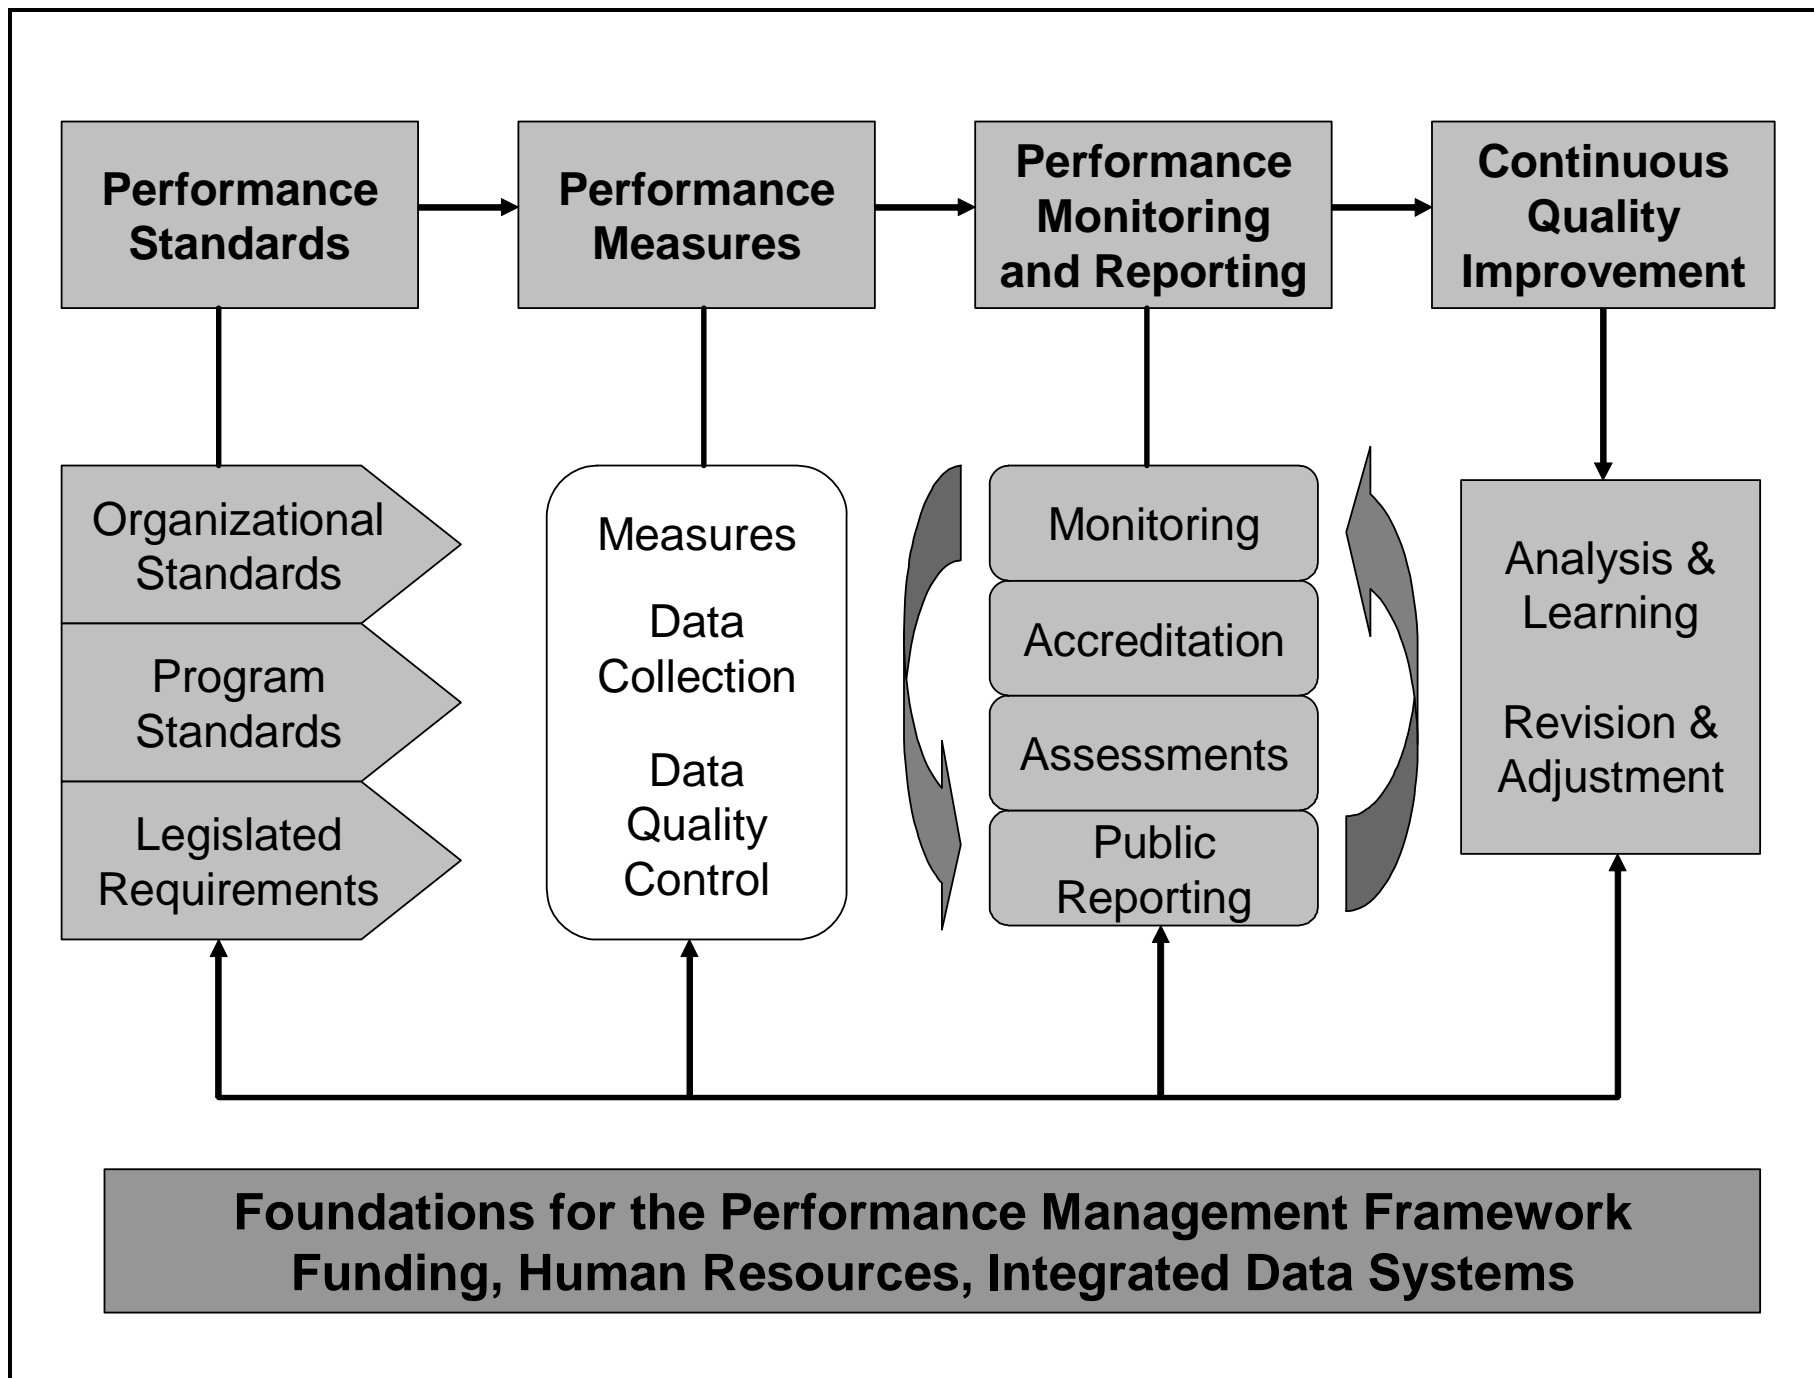 Performance
Standards
Performance
Measures
Performance
Monitoring
and Reporting
Continuous
Quality
Improvement
Organizational
Standards
Program
Standards
Legislated
Requirements
Measures
Data
Collection
Data
Quality
Control
Monitoring
Accreditation
Assessments
Public
Reporting
Analysis &
Learning
Revision &
Adjustment
Foundations for the Performance Management Framework
Funding, Human Resources, Integrated Data Systems